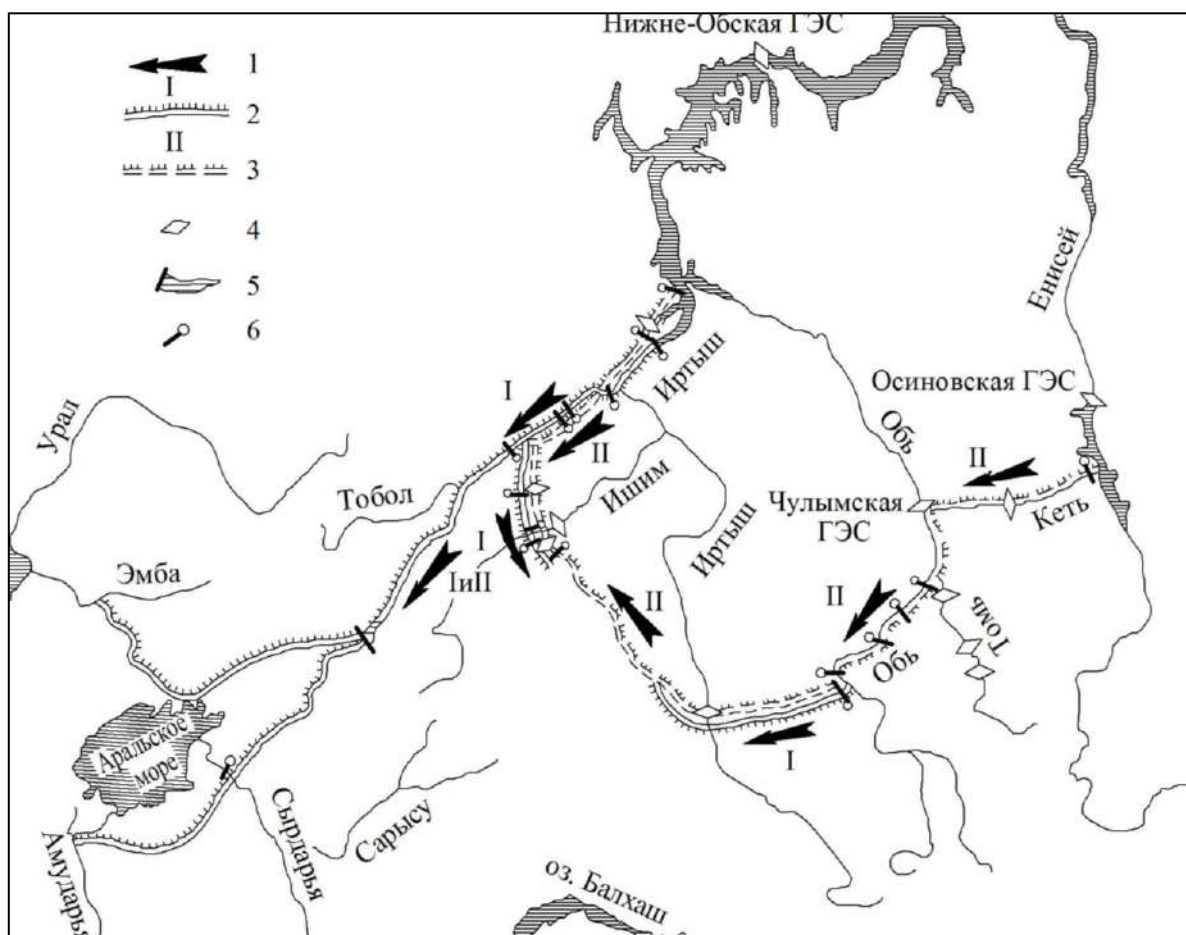 Нижне-Обская ГЭС
1
I
2
II
3
4
5
6
Енисей
Иртыш
Осиновская ГЭС
Урал
I
II
Обь
II
Тобол
Ишим
Чулымская
ГЭС
Кеть
I
Иртыш
Эмба
IиII
II
II
Томь
Обь
Аральское
море
I
Сырдарья
Сарысу
Амударья
оз. Балхаш